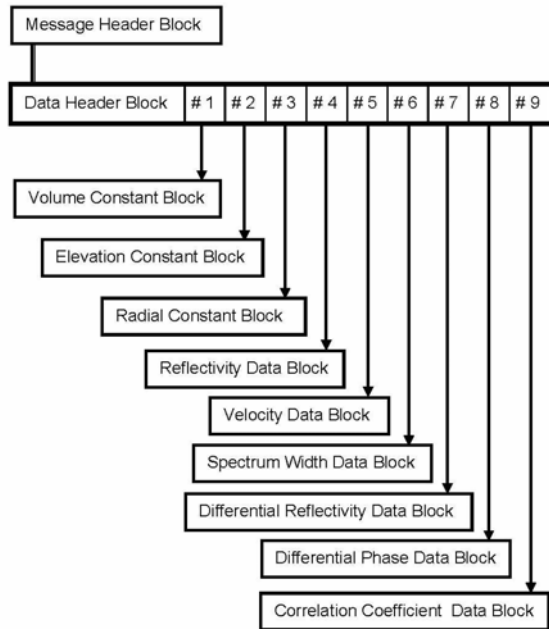 Message Header Block
Data Header Block # 1 # 2 # 3 # 4 # 5 # 6 # 7 # 8 # 9
Volume Constant Block
Elevation Constant Block
Radial Constant Block
Reflectivity Data Block
Velocity Data Block
Spectrum Width Data Block
Differential Reflectivity Data Block
Differential Phase Data Block
Correlation Coefficient Data Block